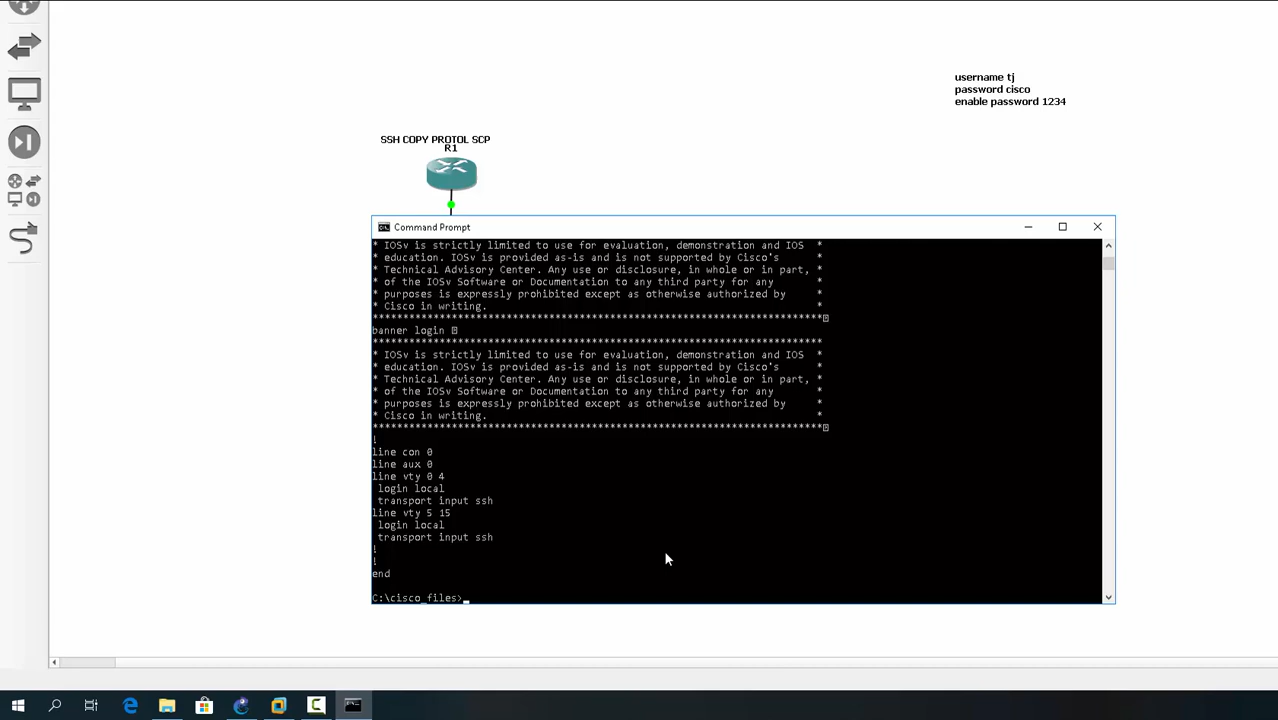 username tj
password cisco
enable password 1234
SSH COPY PROTOL SCP
R1
Command Prompt
* IOSv is strictly limited to use for evaluation, demonstration and IOS *
* education. IOSv is provided as-is and is not supported by Cisco's *
* Technical Advisory Center. Any use or disclosure, in whole or in part, *
* of the IOSv Software or Documentation to any third party for any *
* purposes is expressly prohibited except as otherwise authorized by *
* Cisco in writing. *
**************************************************************************
banner login
**************************************************************************
* IOSv is strictly limited to use for evaluation, demonstration and IOS *
* education. IOSv is provided as-is and is not supported by Cisco's *
* Technical Advisory Center. Any use or disclosure, in whole or in part, *
* of the IOSv Software or Documentation to any third party for any *
* purposes is expressly prohibited except as otherwise authorized by *
* Cisco in writing. *
**************************************************************************
!
line con 0
line aux 0
line vty 0 4
login local
transport input ssh
line vty 5 15
login local
transport input ssh
!
!
end
C:\cisco_files>